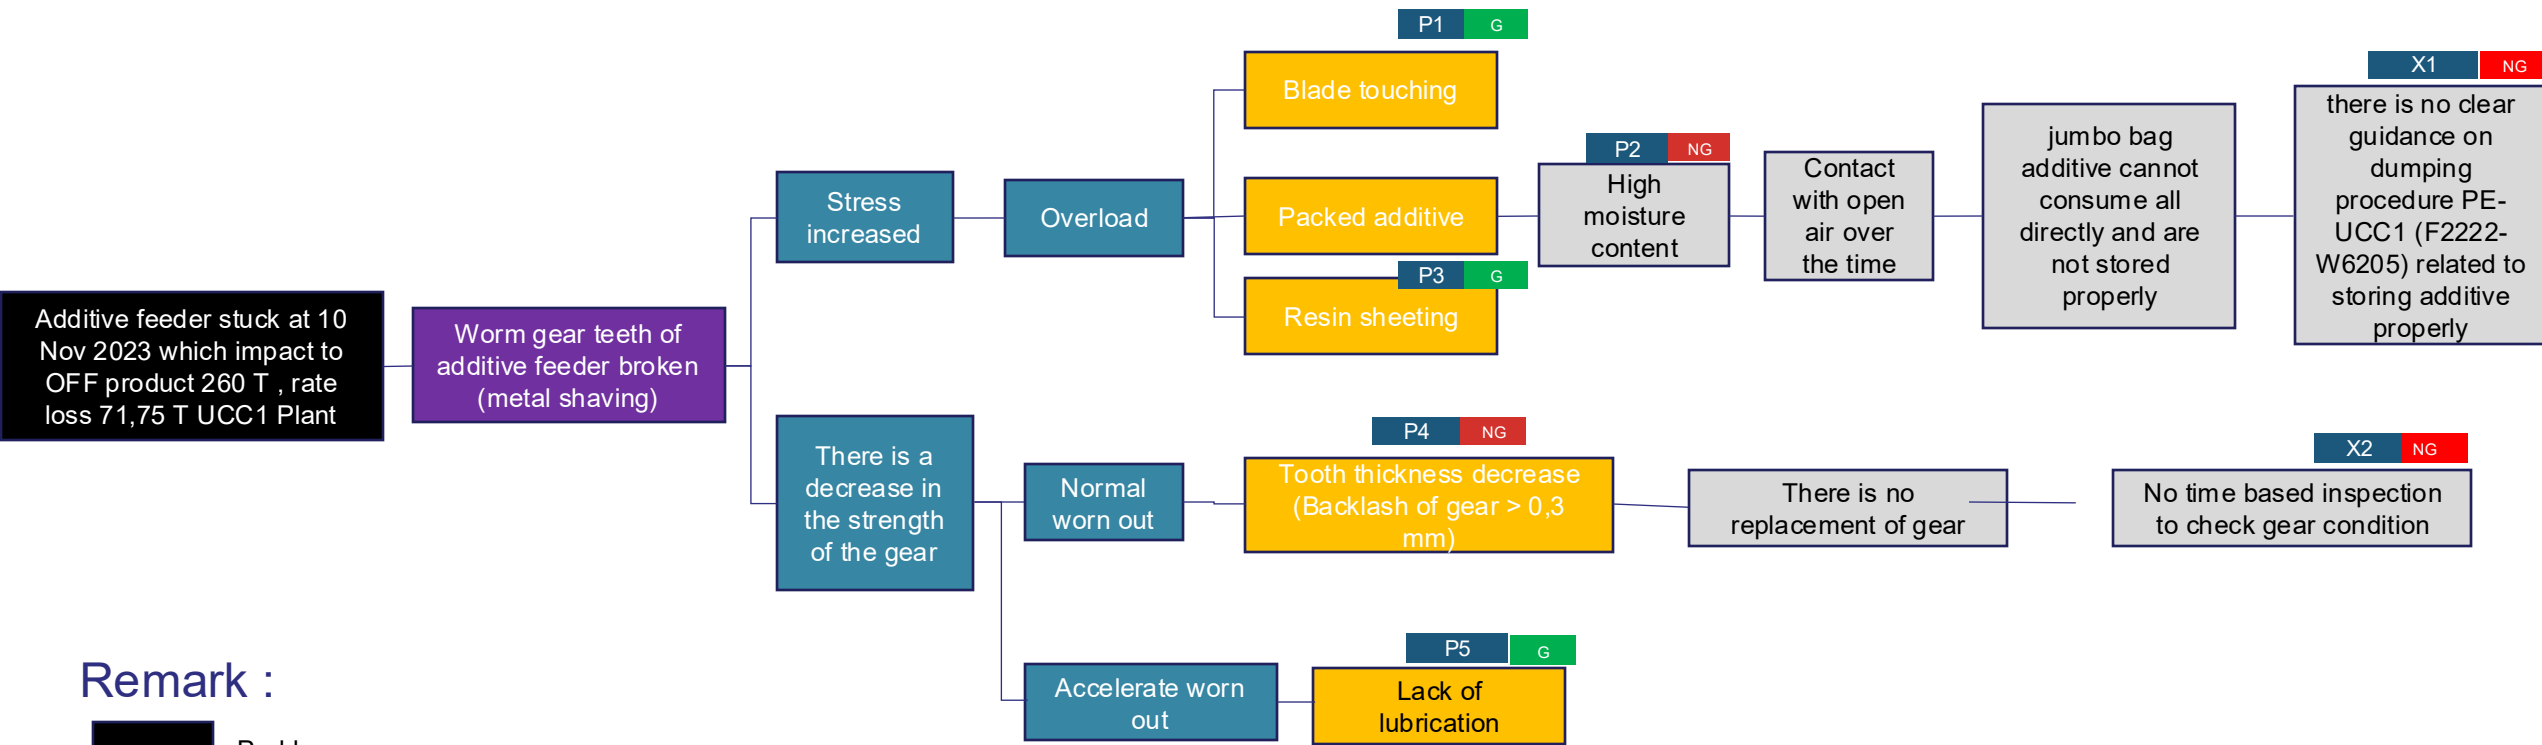 P1 G
Blade touching
X1 NG
there is no clear
guidance on
dumping
procedure PE-
UCC1 (F2222-
W6205) related to
storing additive
properly
P2 NG
High
moisture
content
Contact
with open
air over
the time
jumbo bag
additive cannot
consume all
directly and are
not stored
properly
Stress
increased
Overload
Packed additive
P3 G
Resin sheeting
Additive feeder stuck at 10
Nov 2023 which impact to
OFF product 260 T , rate
loss 71,75 T UCC1 Plant
Worm gear teeth of
additive feeder broken
(metal shaving)
There is a
decrease in
the strength
of the gear
Normal
worn out
P4 NG
Tooth thickness decrease
(Backlash of gear > 0,3
mm)
There is no
replacement of gear
X2 NG
No time based inspection
to check gear condition
P5 G
Accelerate worn
out
Lack of
lubrication
Remark :